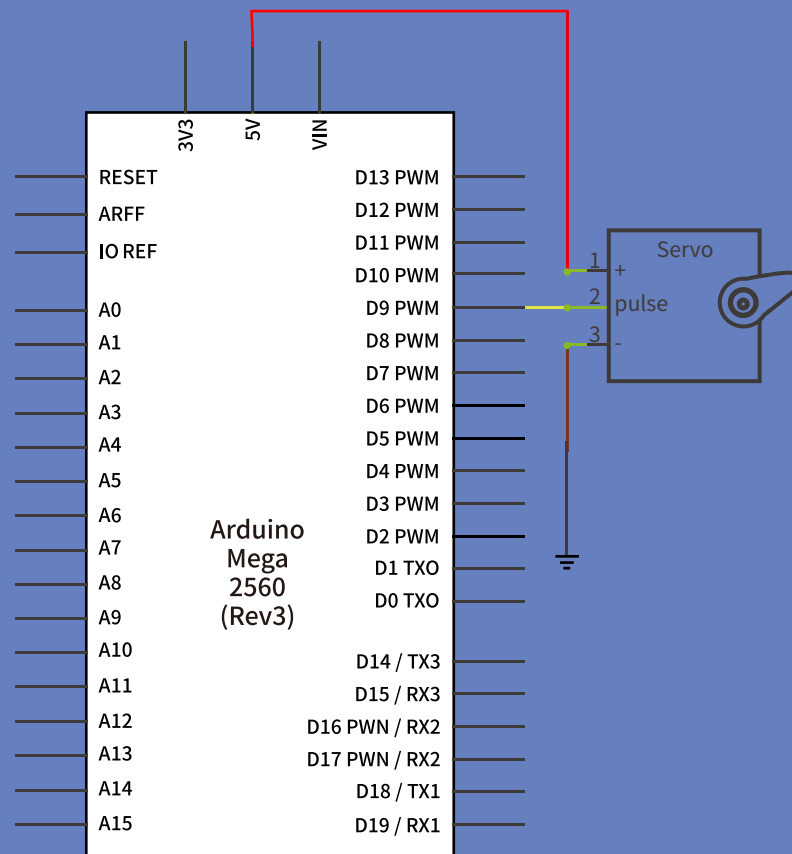 3V3
5V
VIN
RESET
ARFF
IO REF
A0
A1
A2
A3
A4
A5
A6
A7
A8
A9
A10
A11
A12
A13
A14
A15
Arduino
Mega
2560
(Rev3)
D13 PWM
D12 PWM
D11 PWM
D10 PWM
D9 PWM
D8 PWM
D7 PWM
D6 PWM
D5 PWM
D4 PWM
D3 PWM
D2 PWM
D1 TXO
D0 TXO
D14 / TX3
D15 / RX3
D16 PWN / RX2
D17 PWN / RX2
D18 / TX1
D19 / RX1
Servo
1 +
2 pulse
3 -